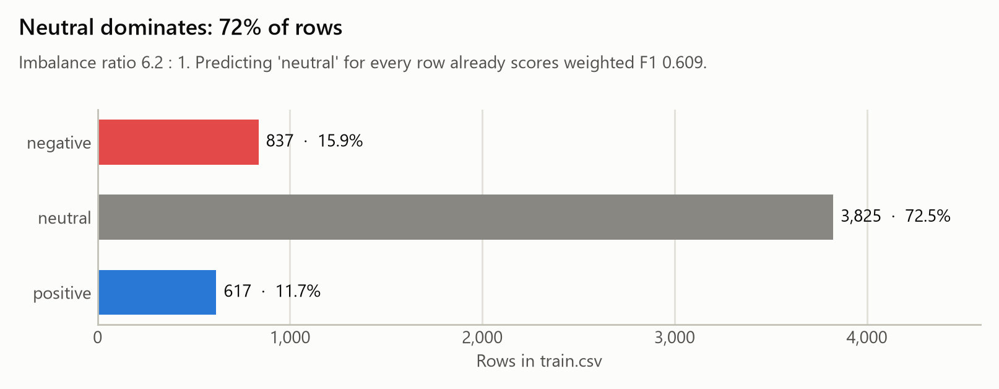 Neutral dominates: 72% of rows
Imbalance ratio 6.2 : 1. Predicting 'neutral' for every row already scores weighted F1 0.609.
negative 837 · 15.9%
neutral 3,825 · 72.5%
positive 617 · 11.7%
0 1,000 2,000 3,000 4,000
Rows in train.csv